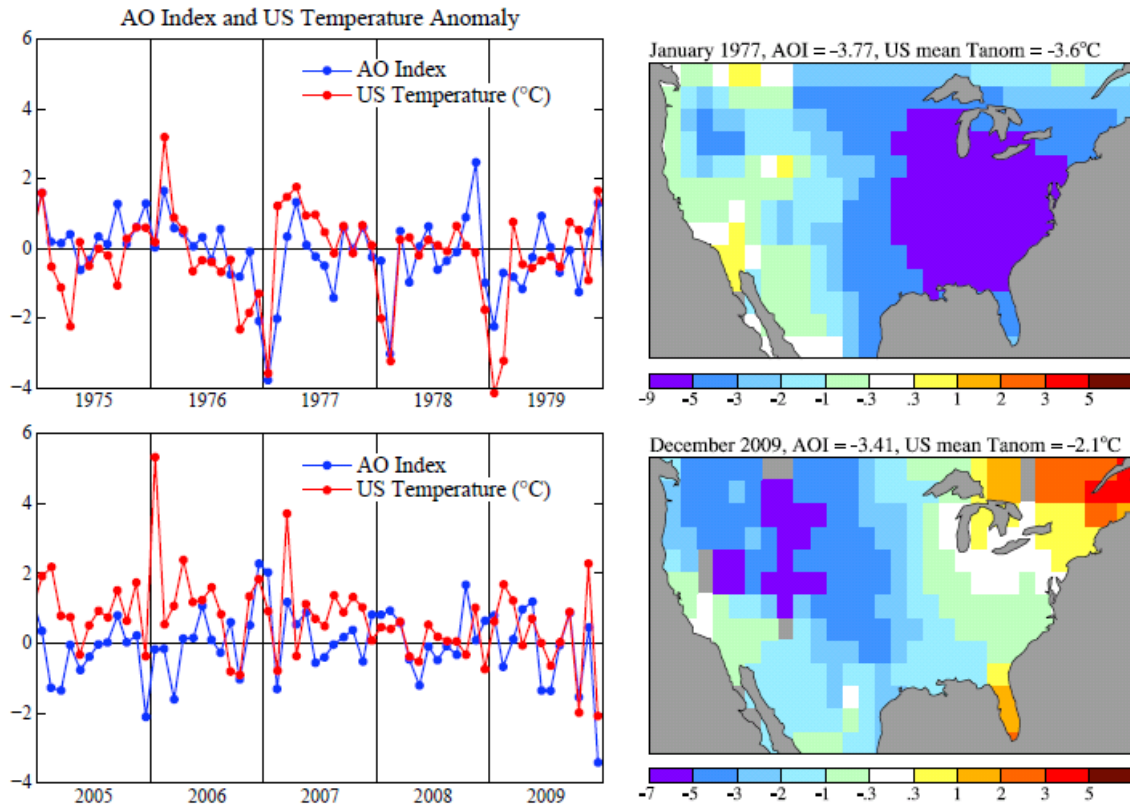 AO Index and US Temperature Anomaly
6
4
2
0
−2
−4
AO Index
US Temperature (°C)
1975 1976 1977 1978 1979
January 1977, AOI = -3.77, US mean Tanom = -3.6°C
-9 -5 -3 -2 -1 -.3 .3 1 2 3 5
6
4
2
0
−2
−4
AO Index
US Temperature (°C)
2005 2006 2007 2008 2009
December 2009, AOI = -3.41, US mean Tanom = -2.1°C
-7 -5 -3 -2 -1 -.3 .3 1 2 3 5